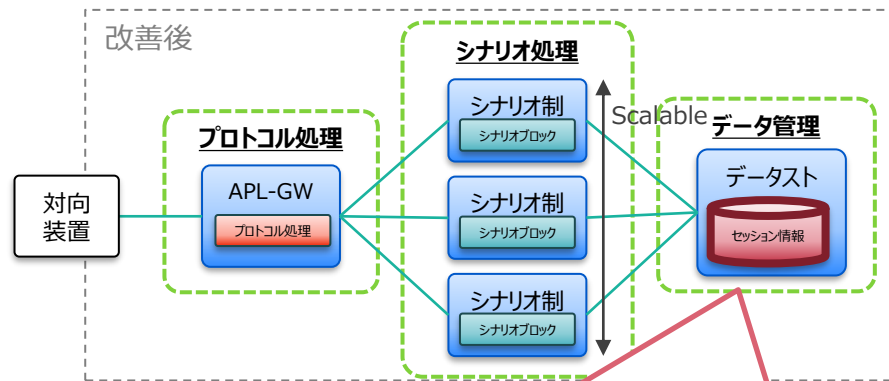 改善後
シナリオ処理
シナリオ制
シナリオブロック
Scalable
プロトコル処理
データ管理
APL-GW
プロトコル処理
シナリオ制
シナリオブロック
データスト
セッション情報
対向
装置
シナリオ制
シナリオブロック